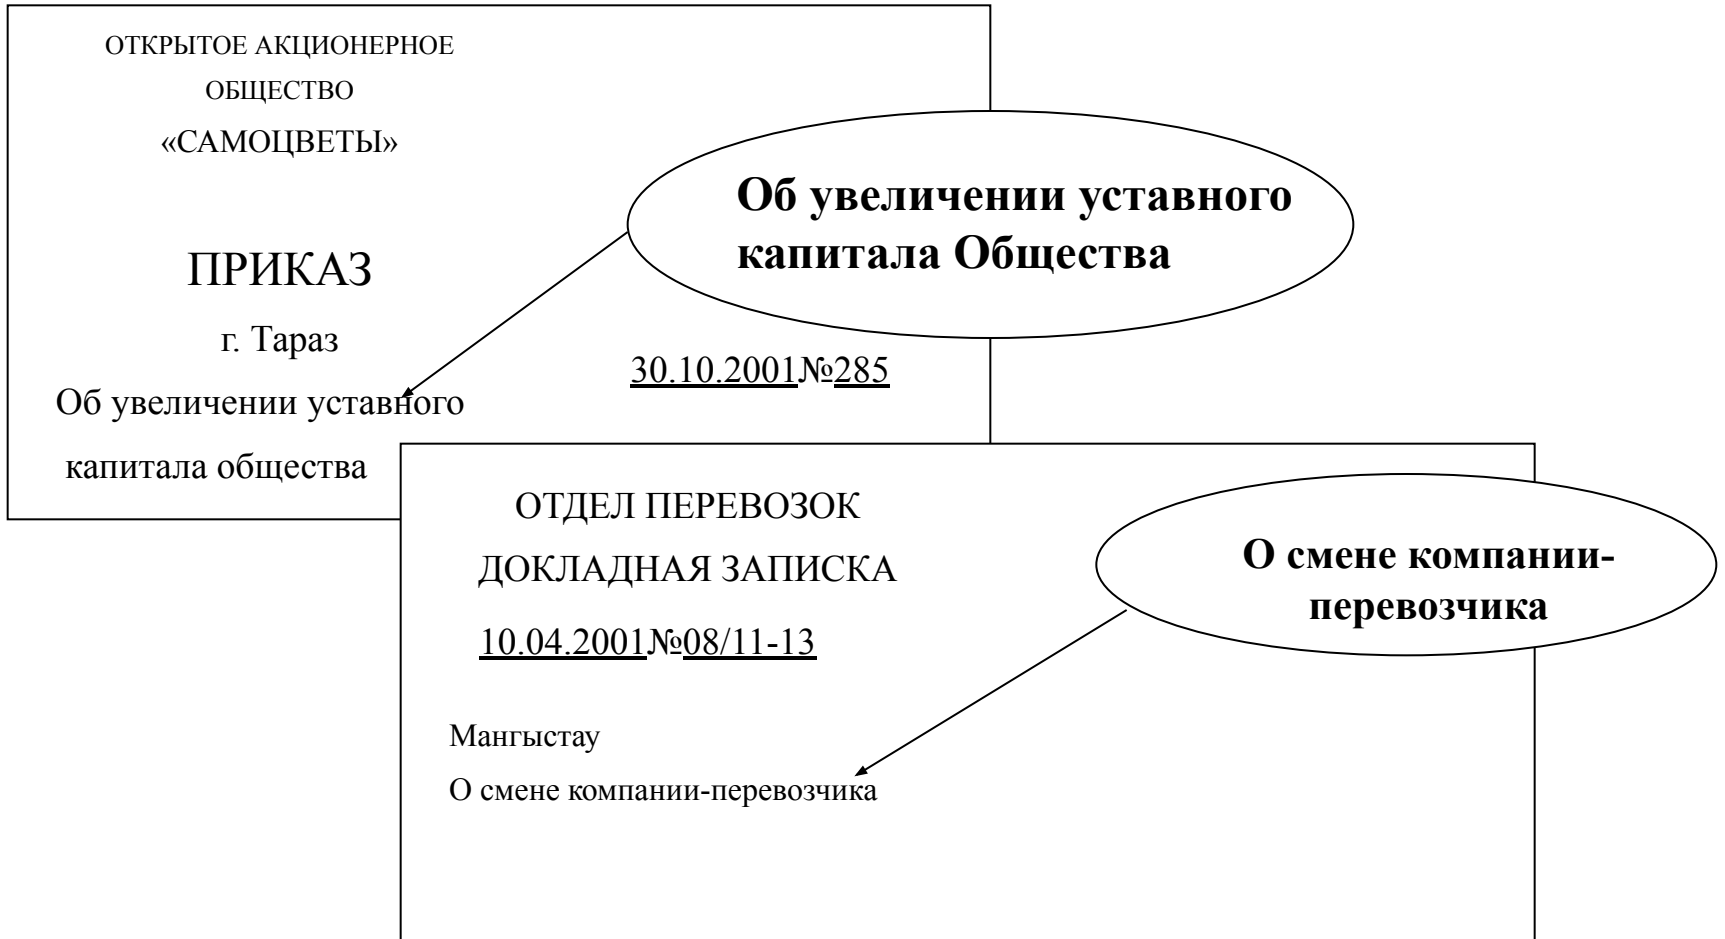 ОТКРЫТОЕ АКЦИОНЕРНОЕ
ОБЩЕСТВО
«САМОЦВЕТЫ»
Об увеличении уставного
капитала Общества
ПРИКАЗ
г. Тараз
30.10.2001№285
Об увеличении уставного
капитала общества
ОТДЕЛ ПЕРЕВОЗОК
ДОКЛАДНАЯ ЗАПИСКА
10.04.2001№08/11-13
О смене компании-
перевозчика
Мангыстау
О смене компании-перевозчика